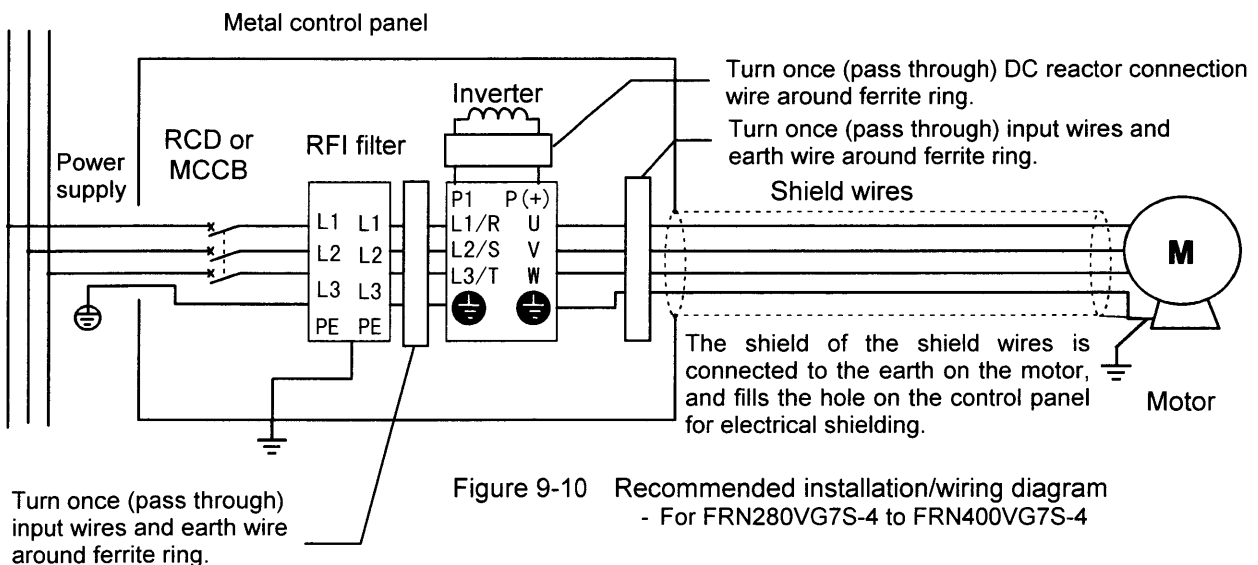 Metal control panel
Power
supply
RCD or
MCCB
RFI filter
Inverter
Turn once (pass through) DC reactor connection
wire around ferrite ring.
Turn once (pass through) input wires and
earth wire around ferrite ring.
Shield wires
L1 L1
L2 L2
L3 L3
PE PE
P1 P(+)
L1/R U
L2/S V
L3/T W
M
The shield of the shield wires is
connected to the earth on the motor,
and fills the hole on the control panel
for electrical shielding.
Motor
Turn once (pass through)
input wires and earth wire
around ferrite ring.
Figure 9-10 Recommended installation/wiring diagram
- For FRN280VG7S-4 to FRN400VG7S-4